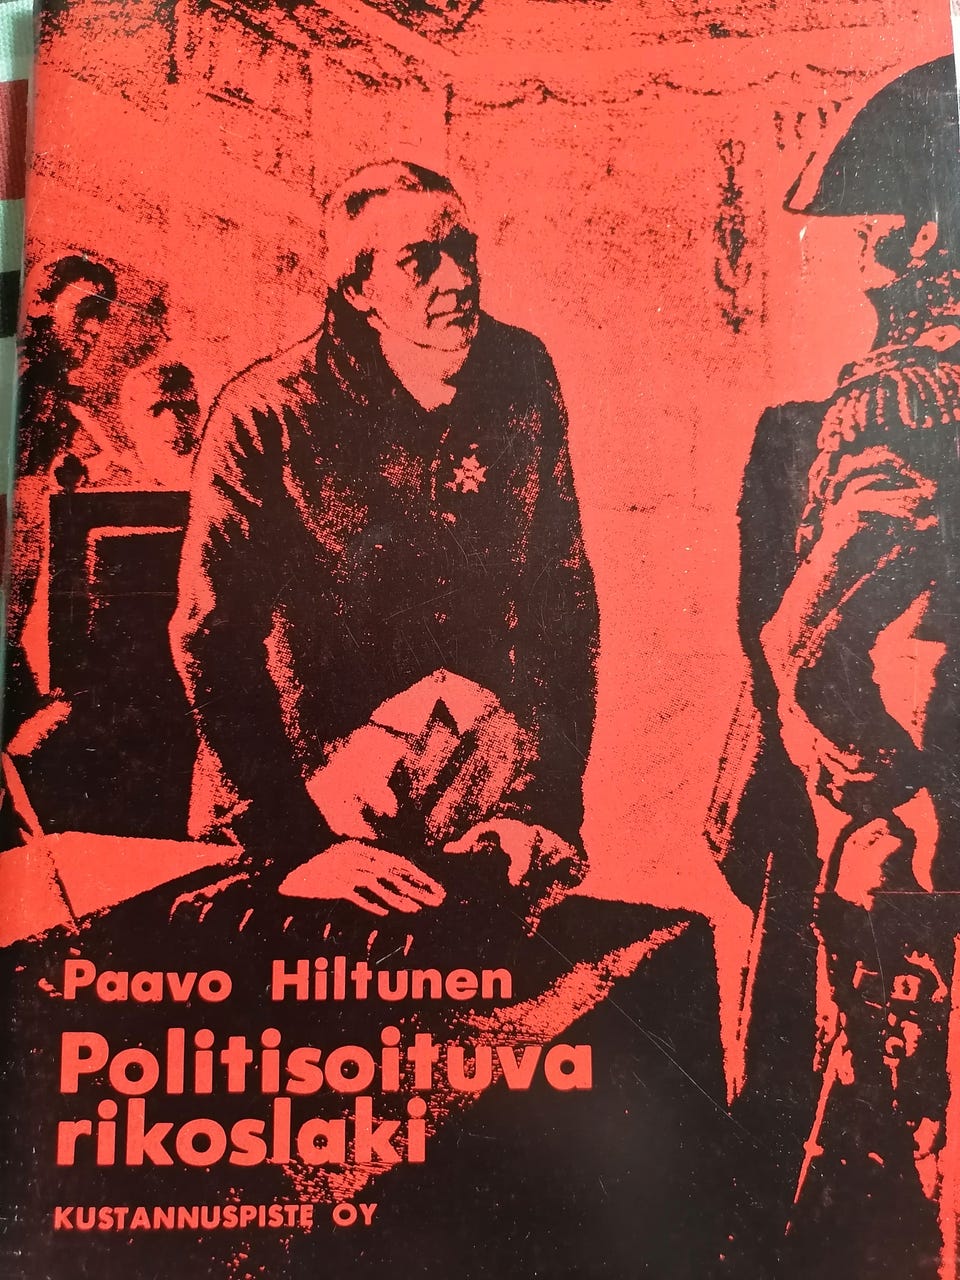 Paavo Hiltunen
Politisoituva
rikoslaki
KUSTANNUSPISTE OY